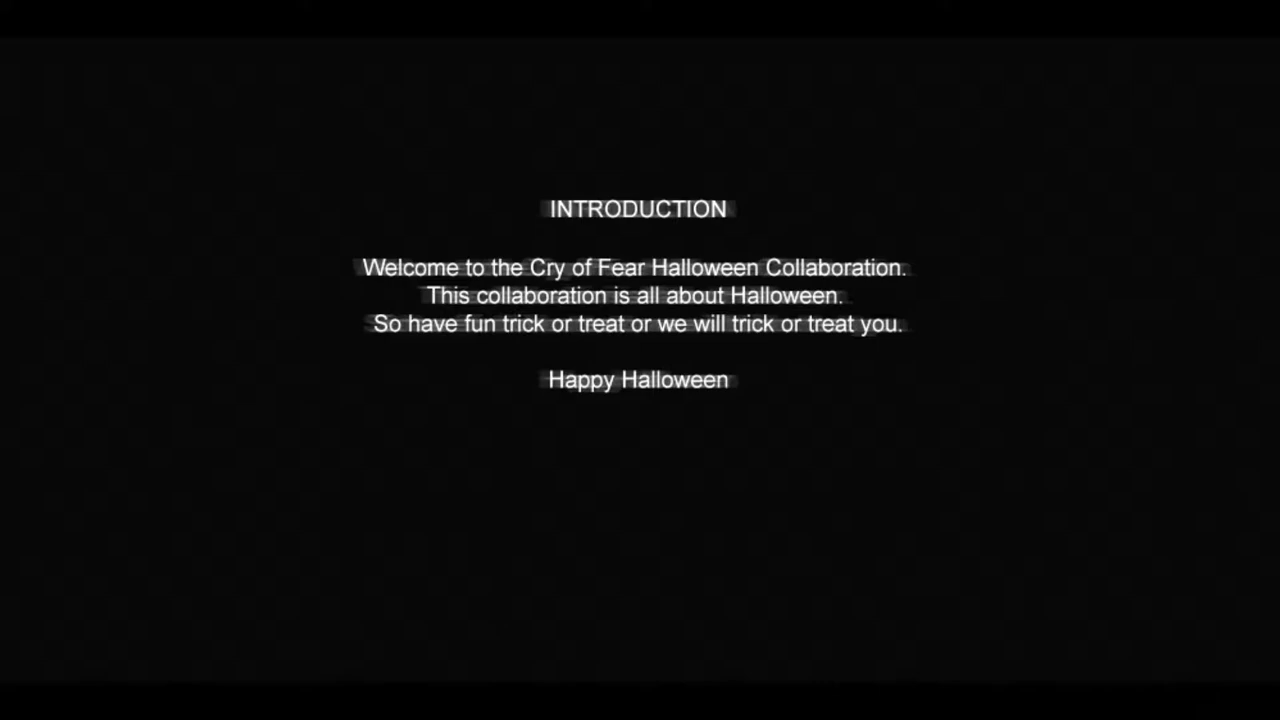 INTRODUCTION
Welcome to the Cry of Fear Halloween Collaboration.
This collaboration is all about Halloween.
So have fun trick or treat or we will trick or treat you.
Happy Halloween